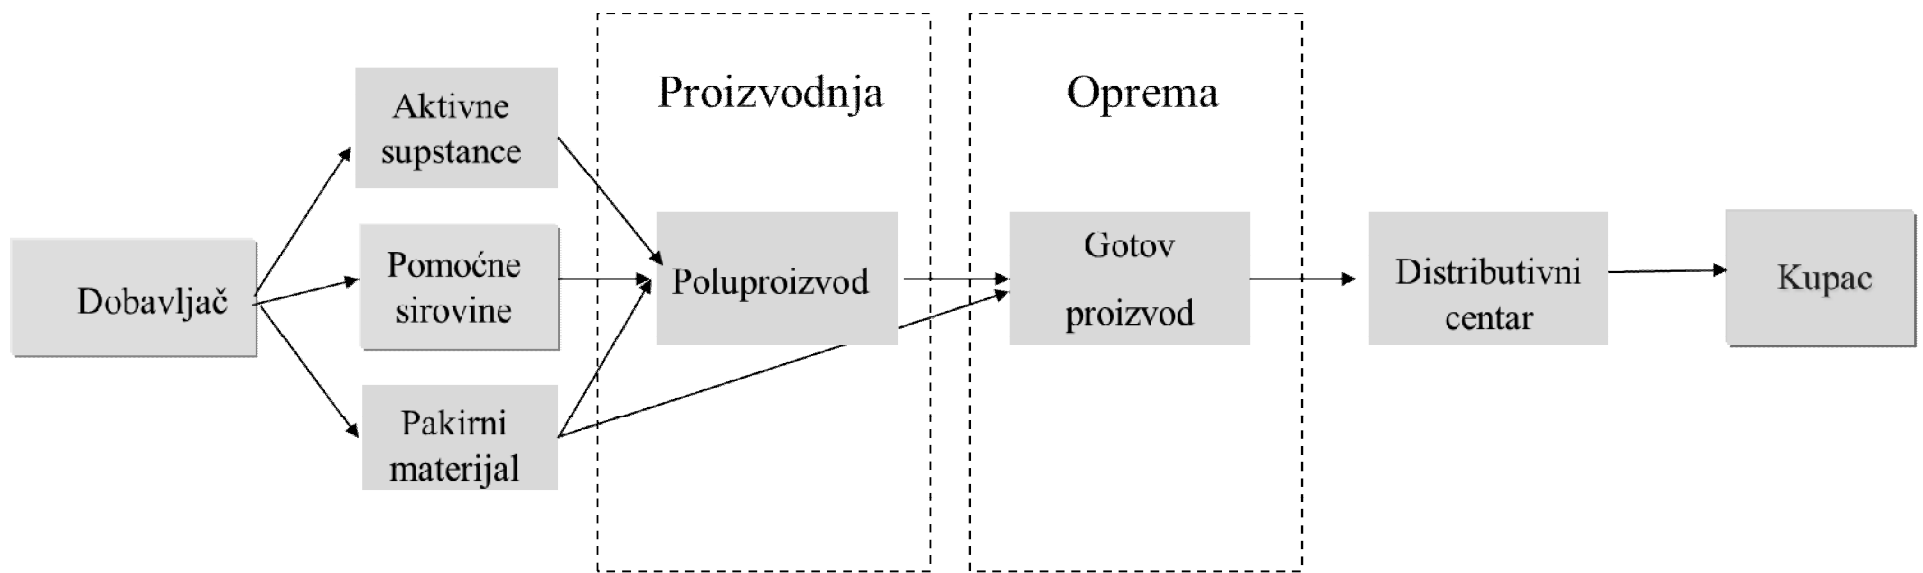 Proizvodnja
Oprema
Dobavljač
Aktivne
supstance
Pomoćne
sirovine
Pakirni
materijal
Poluproizvod
Gotov
proizvod
Distributivni
centar
Kupac